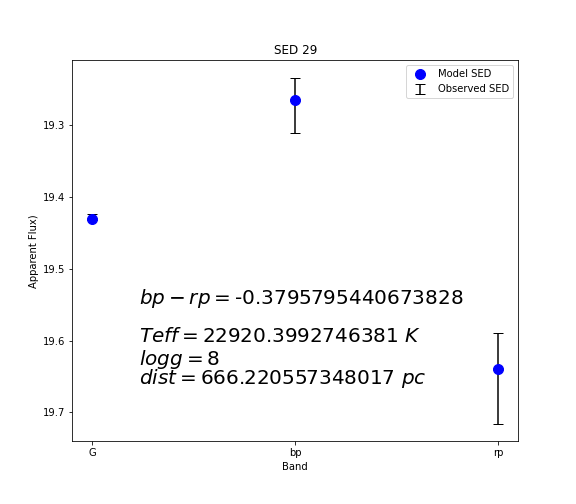 SED 29
Model SED
Observed SED
19.3
19.4
19.5
19.6
19.7
Apparent Flux)
bp − rp = -0.3795795440673828
Teff = 22920.3992746381 K
logg = 8
dist = 666.220557348017 pc
G bp rp
Band